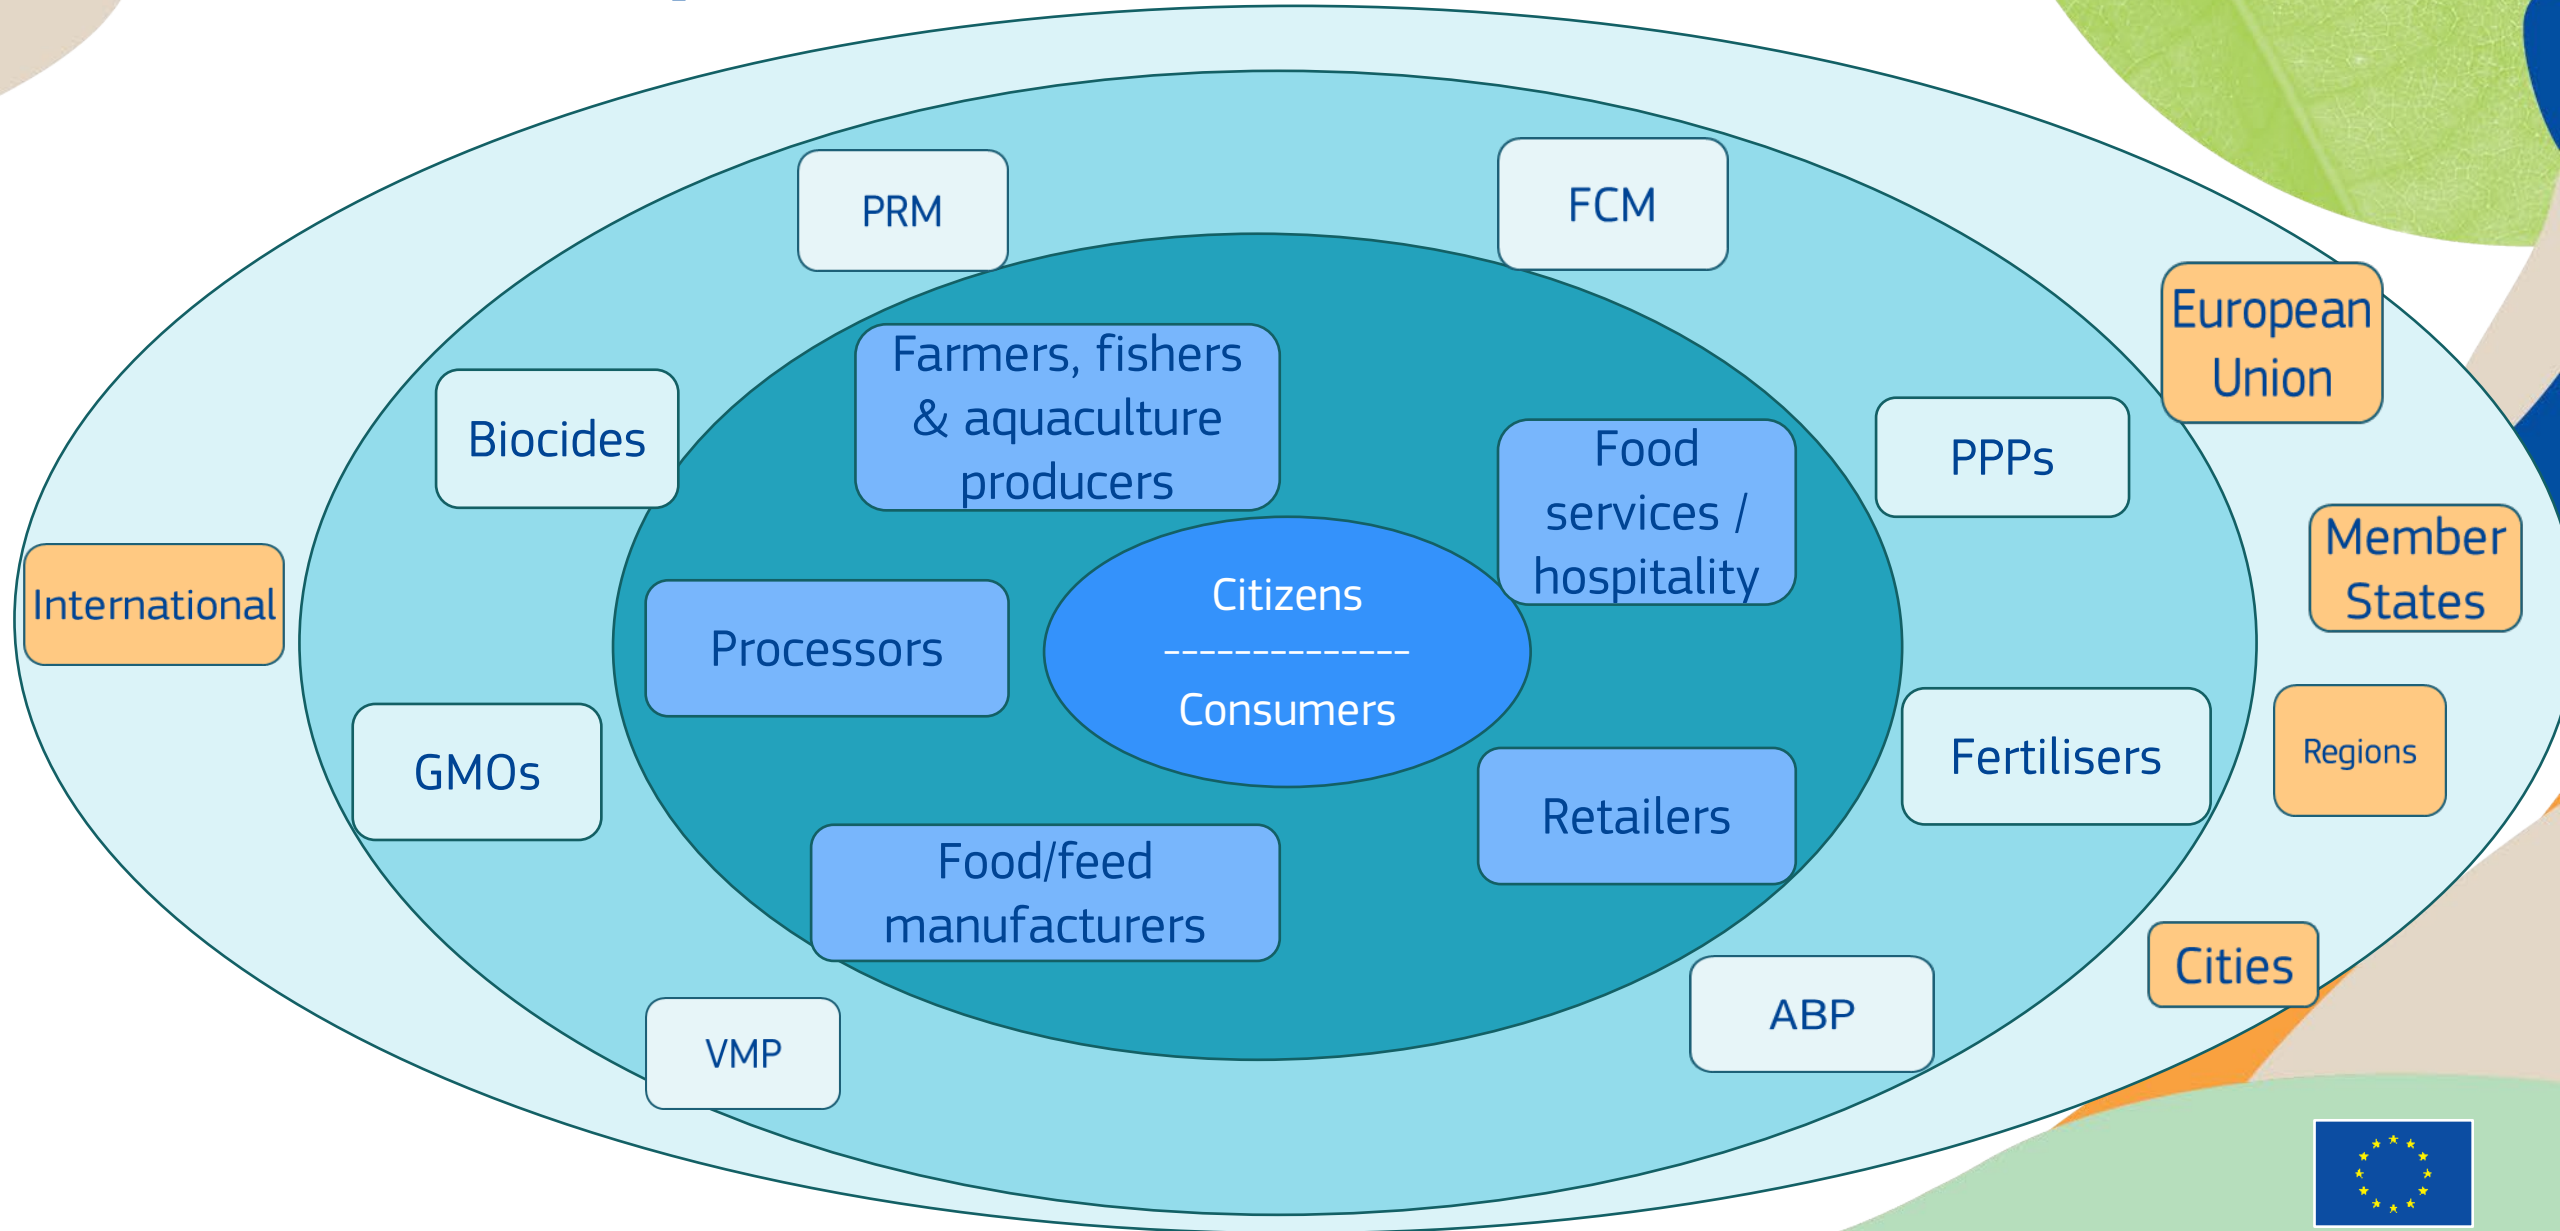 PRM
FCM
European
Union
Farmers, fishers
& aquaculture
producers
Biocides
Food
services /
hospitality
PPPs
Member
States
International
Citizens
--------------
Consumers
Processors
Regions
GMOs
Fertilisers
Retailers
Food/feed
manufacturers
Cities
ABP
VMP